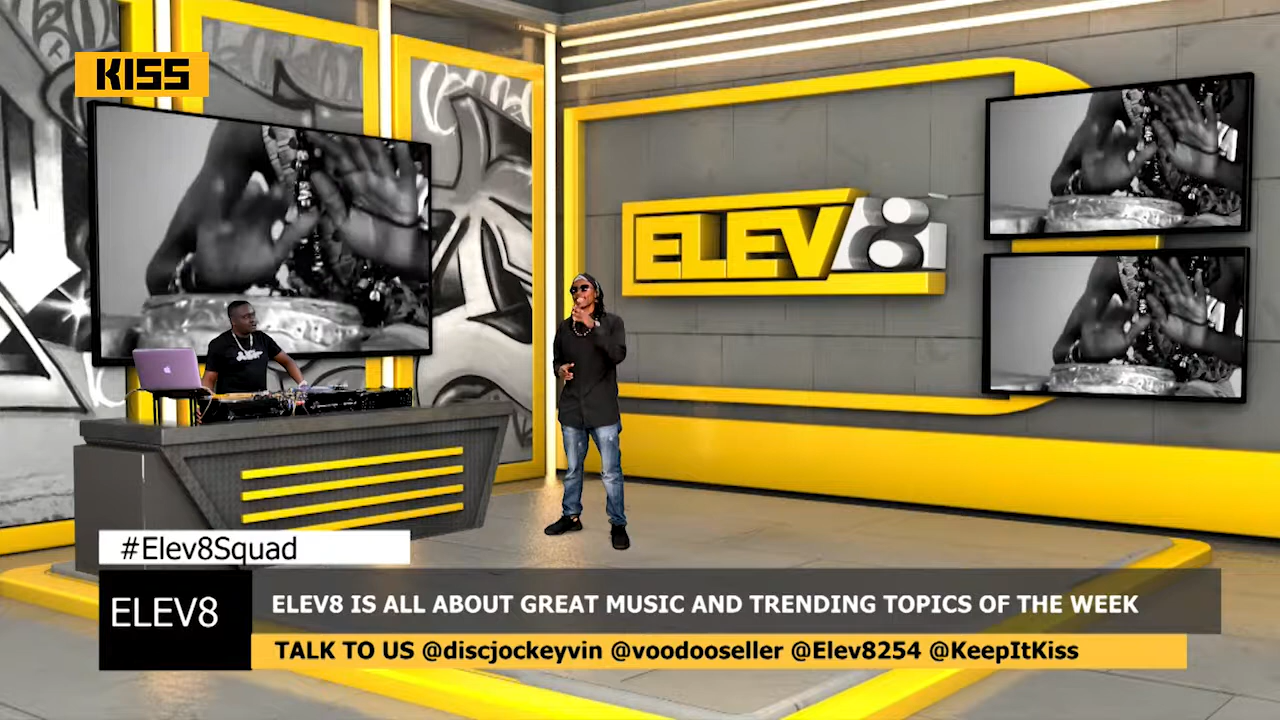 KISS
ELEV8
#Elev8Squad
ELEV8
ELEV8 IS ALL ABOUT GREAT MUSIC AND TRENDING TOPICS OF THE WEEK
TALK TO US @discjockeyvin @voodooseller @Elev8254 @KeepItKiss